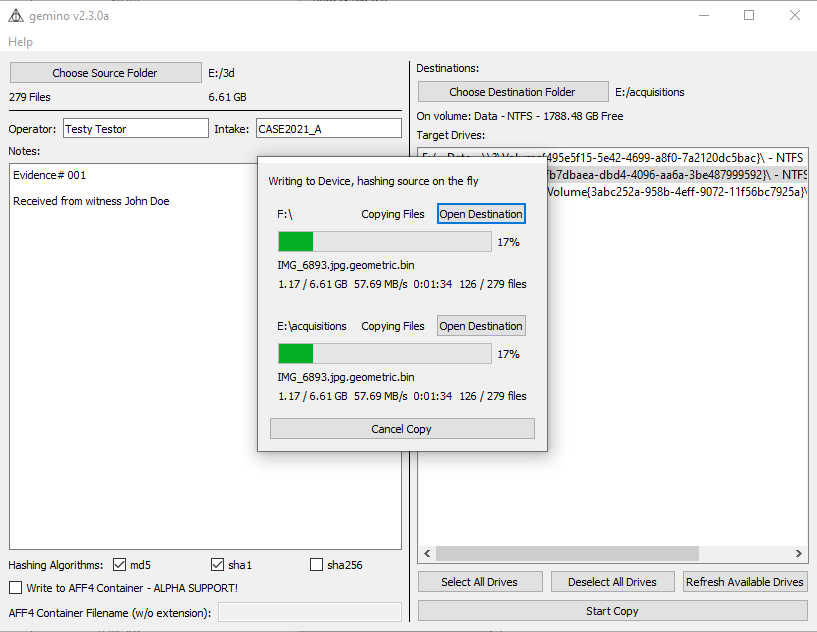 gemino v2.3.0a
Help
Choose Source Folder E:/3d
279 Files 6.61 GB
Operator: Testy Testor Intake: CASE2021_A
Notes:
Evidence# 001
Received from witness John Doe
Hashing Algorithms: md5 sha1 sha256
Write to AFF4 Container - ALPHA SUPPORT!
AFF4 Container Filename (w/o extension):
Destinations:
Choose Destination Folder E:/acquisitions
On volume: Data - NTFS - 1788.48 GB Free
Target Drives:
495e5f15-5e42-4699-a8f0-7a2120dc5bac}\ - NTFS
fb7dbaea-dbd4-4096-aa6a-3be487999592}\ - NTFS
Volume{3abc252a-958b-4eff-9072-11f56bc7925a}\
Select All Drives Deselect All Drives Refresh Available Drives
Start Copy
Writing to Device, hashing source on the fly
F:\ Copying Files Open Destination
17%
IMG_6893.jpg.geometric.bin
1.17 / 6.61 GB 57.69 MB/s 0:01:34 126 / 279 files
E:\acquisitions Copying Files Open Destination
17%
IMG_6893.jpg.geometric.bin
1.17 / 6.61 GB 57.69 MB/s 0:01:34 126 / 279 files
Cancel Copy